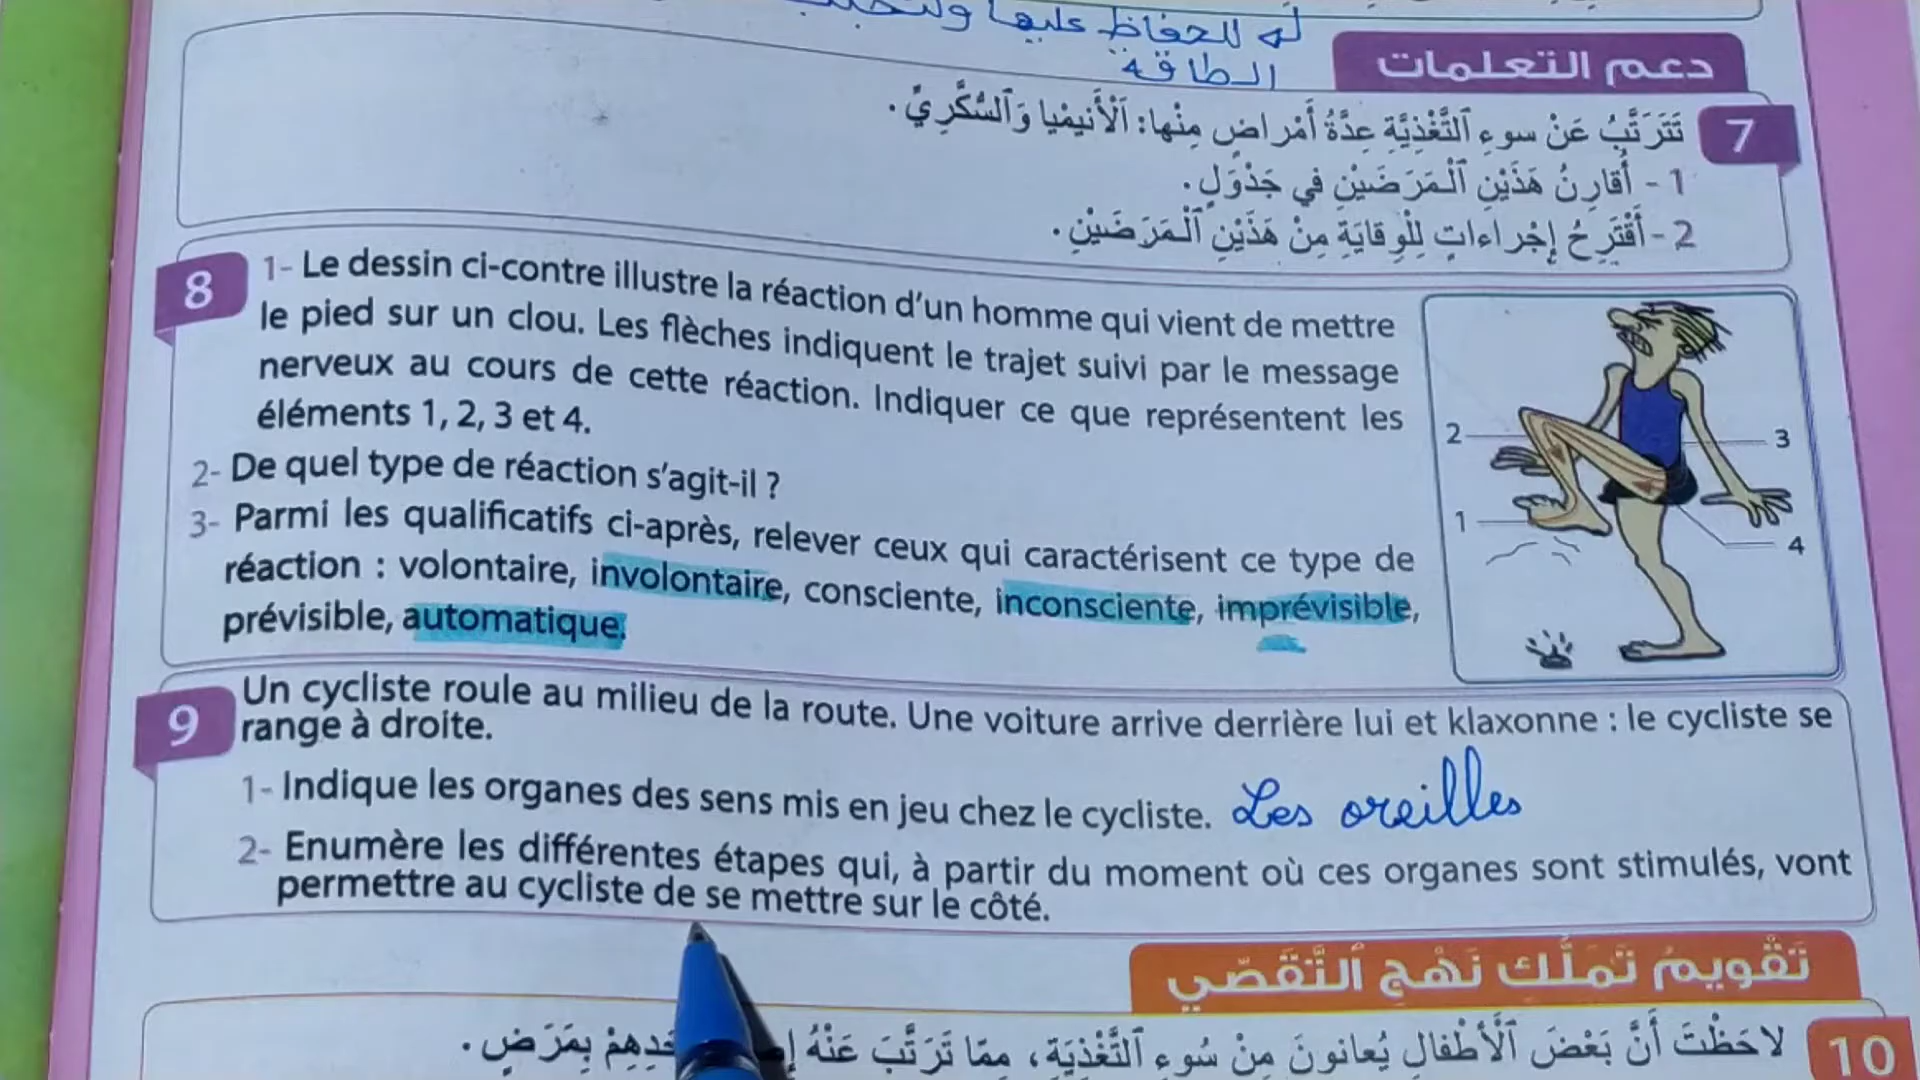 له للحفاظ عليها
الطاقة
دعم التعلمات
7
تَتَرَتَّبُ عَنْ سوءِ ٱلتَّغْذِيَّةِ عِدَّةُ أَمْراضٍ مِنْها: ٱلْأَنيمْيا وَٱلسُّكَّرِيُّ.
1 - أُقارِنُ هَذَيْنِ ٱلْمَرَضَيْنِ في جَدْوَلٍ.
2 - أَقْتَرِحُ إِجْراءاتٍ لِلْوِقايَةِ مِنْ هَذَيْنِ ٱلْمَرَضَيْنِ.
8
1- Le dessin ci-contre illustre la réaction d’un homme qui vient de mettre
le pied sur un clou. Les flèches indiquent le trajet suivi par le message
nerveux au cours de cette réaction. Indiquer ce que représentent les
éléments 1, 2, 3 et 4.
2- De quel type de réaction s’agit-il ?
3- Parmi les qualificatifs ci-après, relever ceux qui caractérisent ce type de
réaction : volontaire, involontaire, consciente, inconsciente, imprévisible,
prévisible, automatique.
2
3
1
4
9
Un cycliste roule au milieu de la route. Une voiture arrive derrière lui et klaxonne : le cycliste se
range à droite.
1- Indique les organes des sens mis en jeu chez le cycliste. Les oreilles
2- Enumère les différentes étapes qui, à partir du moment où ces organes sont stimulés, vont
permettre au cycliste de se mettre sur le côté.
تَقْويمُ تَمَلُّكِ نَهْجِ ٱلتَّقَصّي
10
لاحَظْتَ أَنَّ بَعْضَ ٱلْأَطْفالِ يُعانونَ مِنْ سُوءِ ٱلتَّغْذِيَةِ، مِمّا تَرَتَّبَ عَنْهُ بِمَرَضٍ.